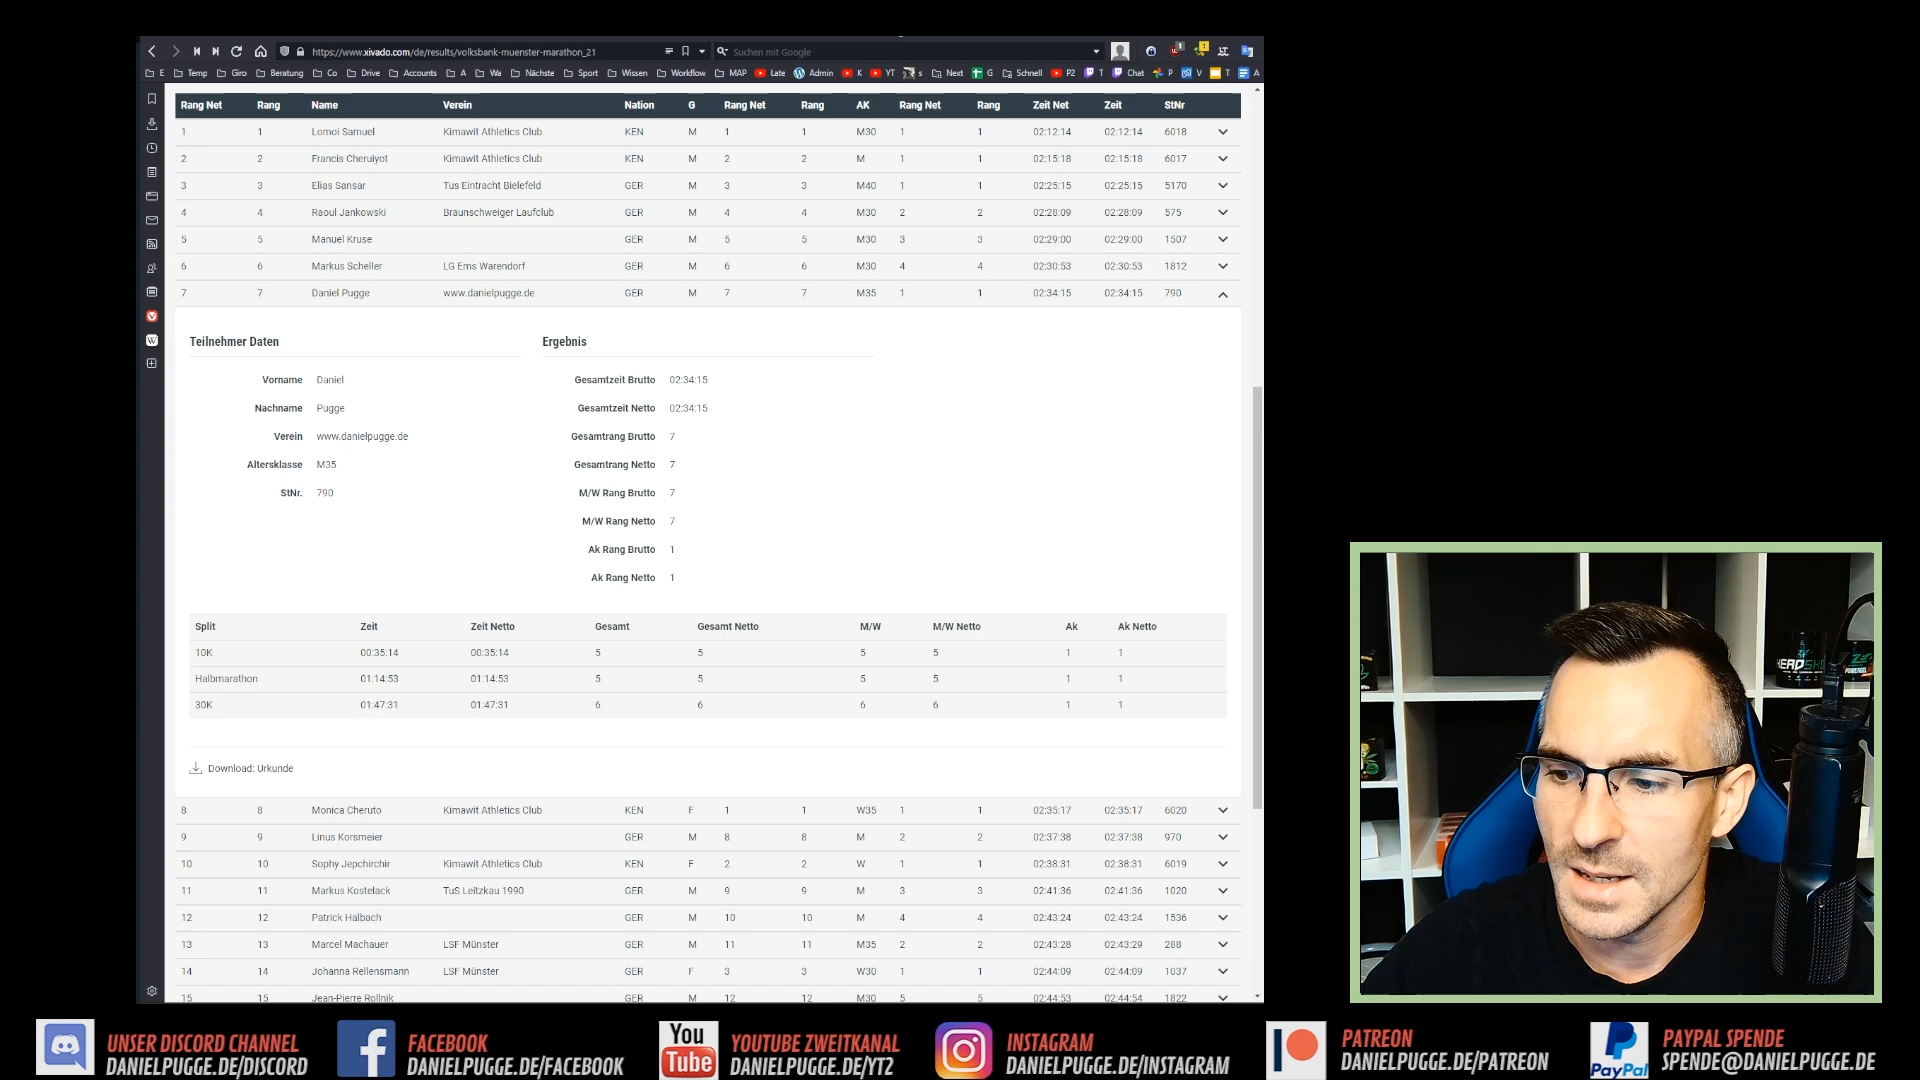 https://www.xivado.com/de/results/volksbank-muenster-marathon_21 Suchen mit Google
E Temp Giro Beratung Co Drive Accounts A Wa Nächste Sport Wissen Workflow MAP Late Admin K YT s Next G Schnell P2 T Chat P V T A
Rang Net Rang Name Verein Nation G Rang Net Rang AK Rang Net Rang Zeit Net Zeit StNr
1 1 Lomoi Samuel Kimawit Athletics Club KEN M 1 1 M30 1 1 02:12:14 02:12:14 6018
2 2 Francis Cheruiyot Kimawit Athletics Club KEN M 2 2 M 1 1 02:15:18 02:15:18 6017
3 3 Elias Sansar Tus Eintracht Bielefeld GER M 3 3 M40 1 1 02:25:15 02:25:15 5170
4 4 Raoul Jankowski Braunschweiger Laufclub GER M 4 4 M30 2 2 02:28:09 02:28:09 575
5 5 Manuel Kruse GER M 5 5 M30 3 3 02:29:00 02:29:00 1507
6 6 Markus Scheller LG Ems Warendorf GER M 6 6 M30 4 4 02:30:53 02:30:53 1812
7 7 Daniel Pugge www.danielpugge.de GER M 7 7 M35 1 1 02:34:15 02:34:15 790
Teilnehmer Daten Ergebnis
Vorname Daniel Gesamtzeit Brutto 02:34:15
Nachname Pugge Gesamtzeit Netto 02:34:15
Verein www.danielpugge.de Gesamtrang Brutto 7
Altersklasse M35 Gesamtrang Netto 7
StNr. 790 M/W Rang Brutto 7
M/W Rang Netto 7
Ak Rang Brutto 1
Ak Rang Netto 1
Split Zeit Zeit Netto Gesamt Gesamt Netto M/W M/W Netto Ak Ak Netto
10K 00:35:14 00:35:14 5 5 5 5 1 1
Halbmarathon 01:14:53 01:14:53 5 5 5 5 1 1
30K 01:47:31 01:47:31 6 6 6 6 1 1
Download: Urkunde
8 8 Monica Cheruto Kimawit Athletics Club KEN F 1 1 W35 1 1 02:35:17 02:35:17 6020
9 9 Linus Korsmeier GER M 8 8 M 2 2 02:37:38 02:37:38 970
10 10 Sophy Jepchirchir Kimawit Athletics Club KEN F 2 2 W 1 1 02:38:31 02:38:31 6019
11 11 Markus Kostelack TuS Leitzkau 1990 GER M 9 9 M 3 3 02:41:36 02:41:36 1020
12 12 Patrick Halbach GER M 10 10 M 4 4 02:43:24 02:43:24 1536
13 13 Marcel Machauer LSF Münster GER M 11 11 M35 2 2 02:43:28 02:43:29 288
14 14 Johanna Rellensmann LSF Münster GER F 3 3 W30 1 1 02:44:09 02:44:09 1037
15 15 Jean-Pierre Rollnik GER M 12 12 M30 5 5 02:44:53 02:44:54 1822
UNSER DISCORD CHANNEL
DANIELPUGGE.DE/DISCORD
FACEBOOK
DANIELPUGGE.DE/FACEBOOK
You
Tube
YOUTUBE ZWEITKANAL
DANIELPUGGE.DE/YT2
INSTAGRAM
DANIELPUGGE.DE/INSTAGRAM
PATREON
DANIELPUGGE.DE/PATREON
PayPal
PAYPAL SPENDE
SPENDE@DANIELPUGGE.DE